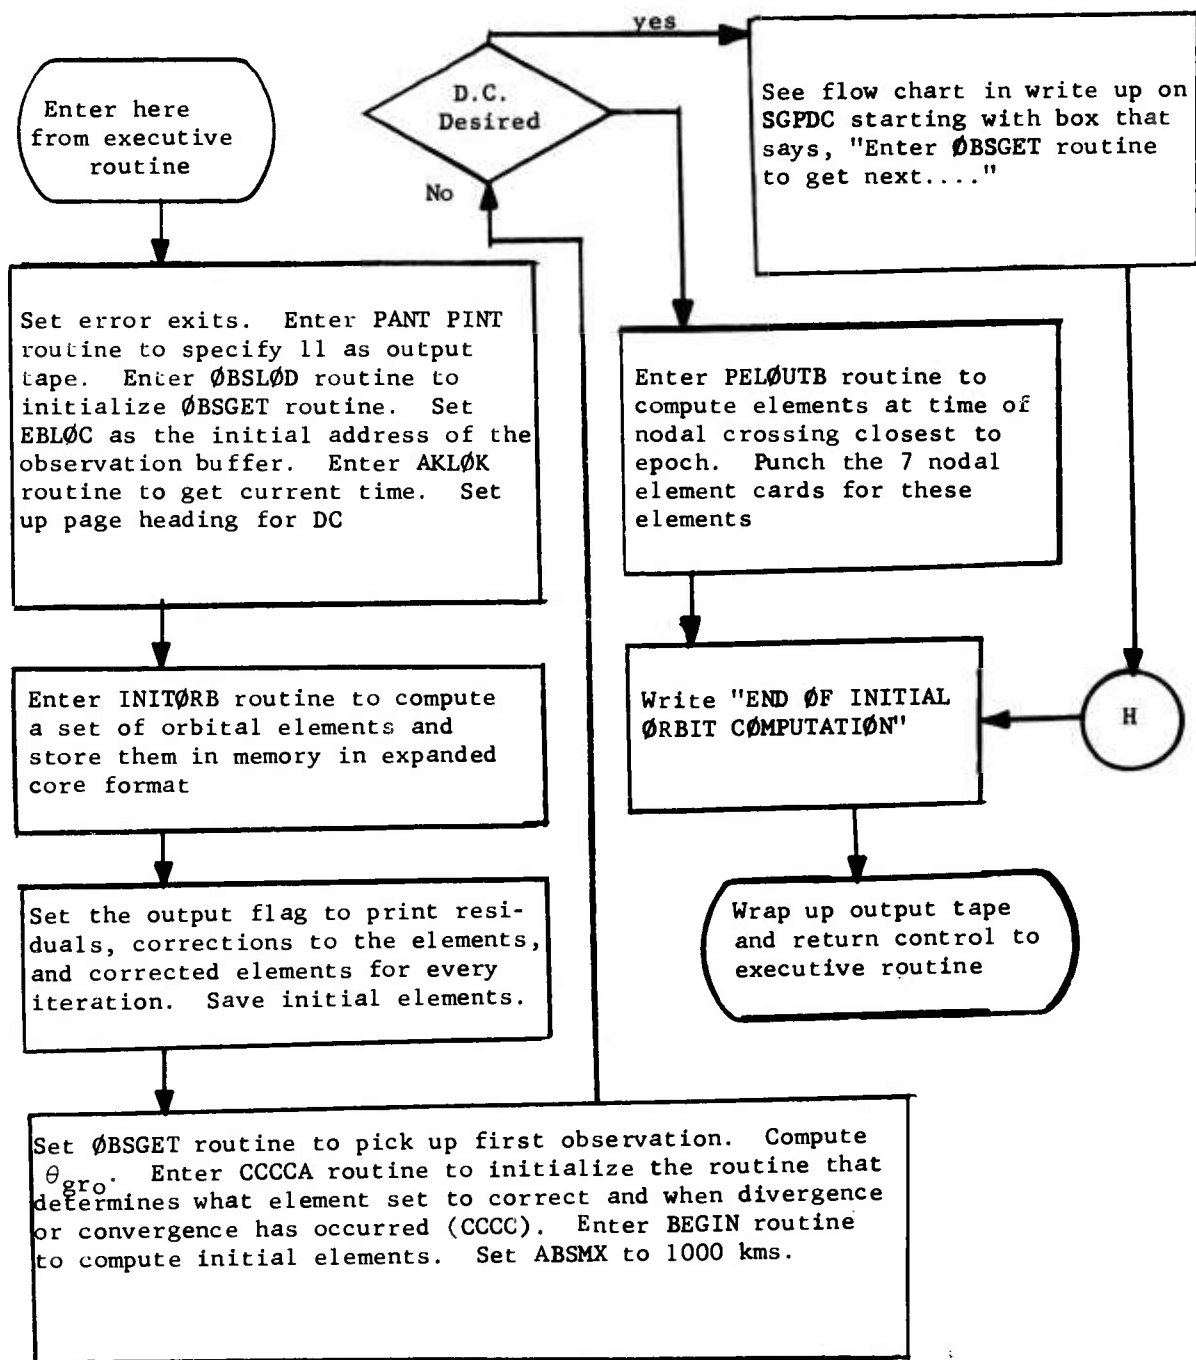 Enter here
from executive
routine
Set error exits. Enter PANT PINT
routine to specify 11 as output
tape. Enter ØBSLØD routine to
initialize ØBSGET routine. Set
EBLØC as the initial address of the
observation buffer. Enter AKLØK
routine to get current time. Set
up page heading for DC
Enter INITØRB routine to compute
a set of orbital elements and
store them in memory in expanded
core format
Set the output flag to print resi-
duals, corrections to the elements,
and corrected elements for every
iteration. Save initial elements.
Set ØBSGET routine to pick up first observation. Compute
θgro. Enter CCCCA routine to initialize the routine that
determines what element set to correct and when divergence
or convergence has occurred (CCCC). Enter BEGIN routine
to compute initial elements. Set ABSMX to 1000 kms.
D.C.
Desired
yes
No
See flow chart in write up on
SGPDC starting with box that
says, "Enter ØBSGET routine
to get next...."
Enter PELØUTB routine to
compute elements at time of
nodal crossing closest to
epoch. Punch the 7 nodal
element cards for these
elements
Write "END ØF INITIAL
ØRBIT CØMPUTATIØN"
H
Wrap up output tape
and return control to
executive routine